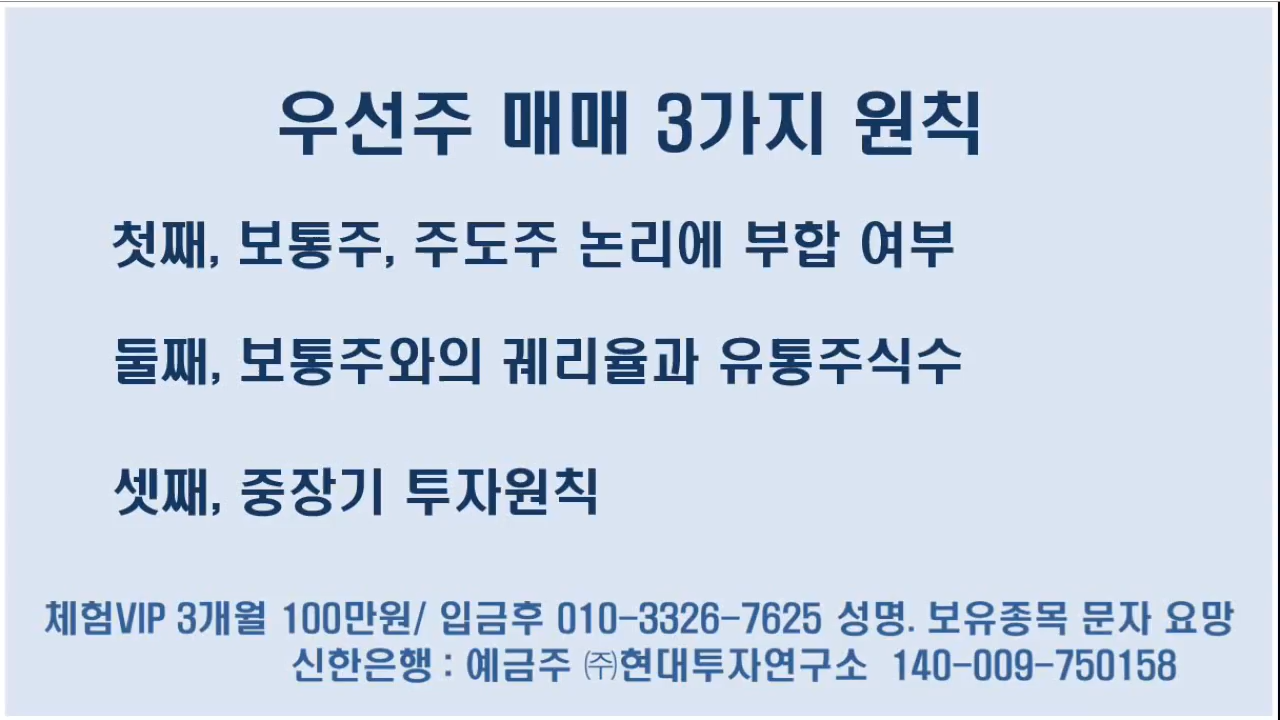 우선주 매매 3가지 원칙
첫째, 보통주, 주도주 논리에 부합 여부
둘째, 보통주와의 궤리율과 유통주식수
셋째, 중장기 투자원칙
체험VIP 3개월 100만원/ 입금후 010-3326-7625 성명. 보유종목 문자 요망
신한은행 : 예금주 ㈜현대투자연구소 140-009-750158